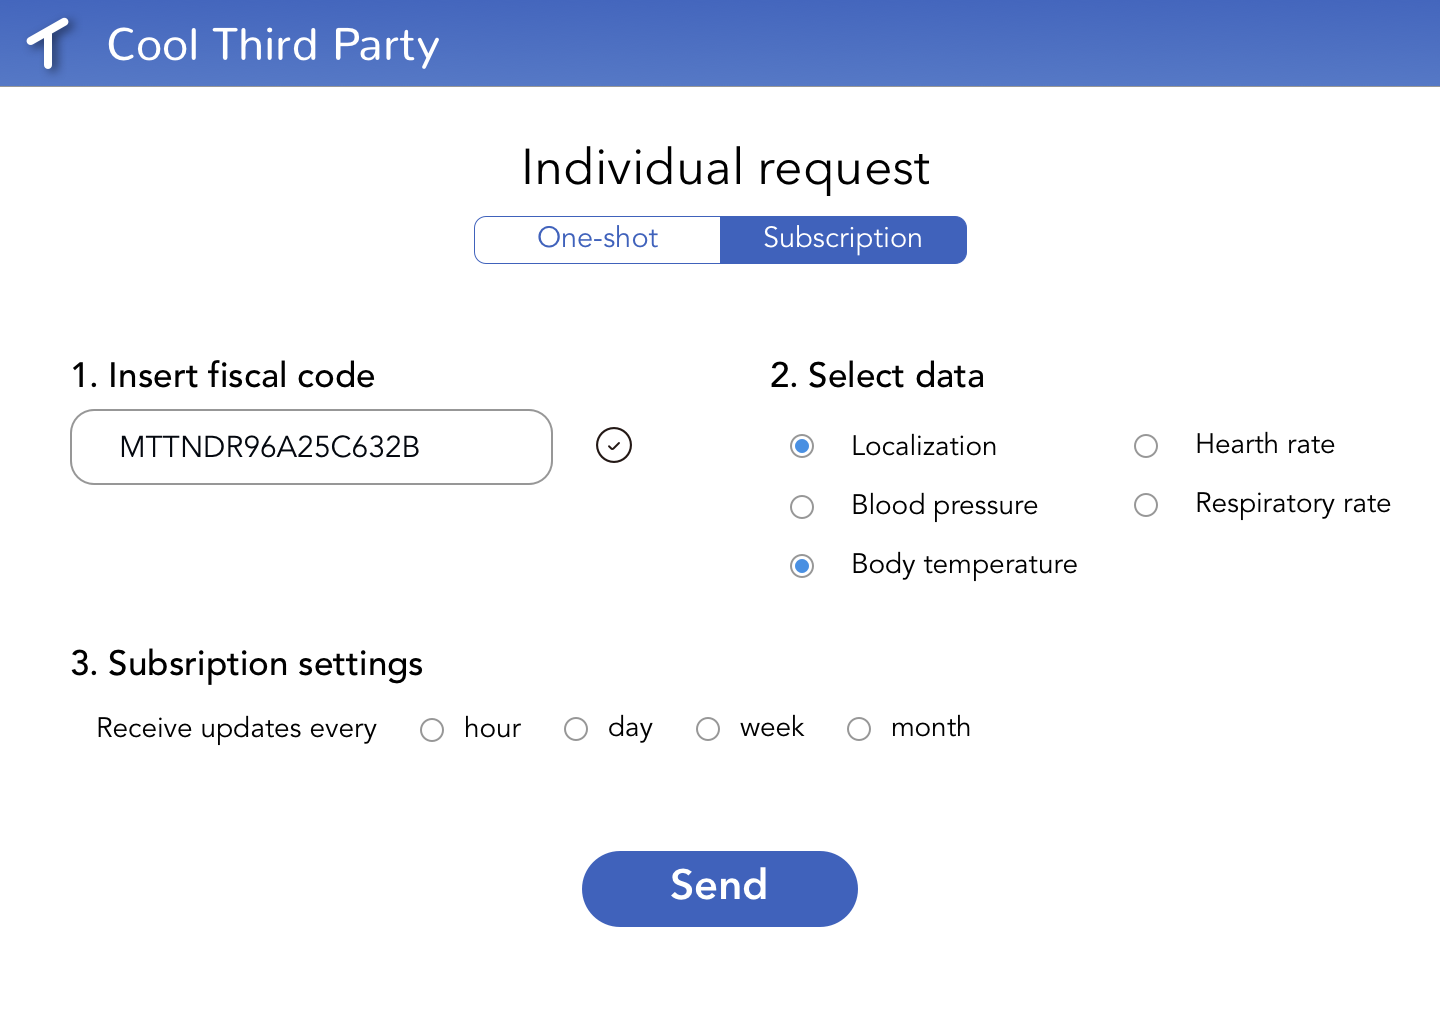 Cool Third Party
Individual request
One-shot
Subscription
1. Insert fiscal code
MTTNDR96A25C632B
2. Select data
Localization
Hearth rate
Blood pressure
Respiratory rate
Body temperature
3. Subsription settings
Receive updates every
hour
day
week
month
Send